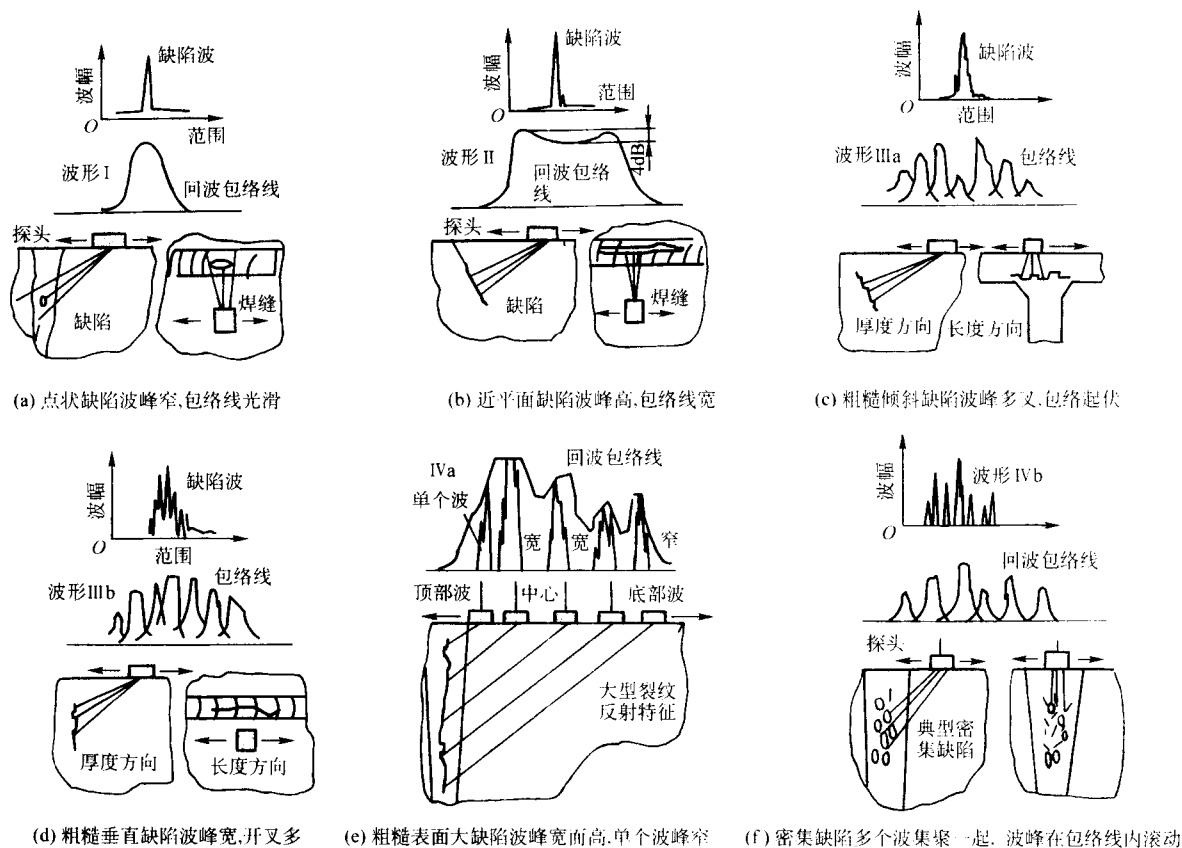 缺陷波
波幅
O
范围
波形 I
回波包络线
探头
缺陷
焊缝
(a) 点状缺陷波峰窄,包络线光滑
缺陷波
波幅
范围
O
波形 II
回波包络
线
4dB
探头
缺陷
焊缝
(b) 近平面缺陷波峰高,包络线宽
缺陷波
波幅
O
范围
波形IIIa
包络线
厚度方向
长度方向
(c) 粗糙倾斜缺陷波峰多叉,包络起伏
缺陷波
波幅
O
范围
波形IIIb
包络线
厚度方向
长度方向
(d) 粗糙垂直缺陷波峰宽,开叉多
IVa
单个波
回波包络线
宽
宽
窄
顶部波
中心
底部波
大型裂纹
反射特征
(e) 粗糙表面大缺陷波峰宽而高,单个波峰窄
波形 IVb
波幅
O
回波包络线
探头
典型密
集缺陷
(f) 密集缺陷多个波集聚一起, 波峰在包络线内滚动